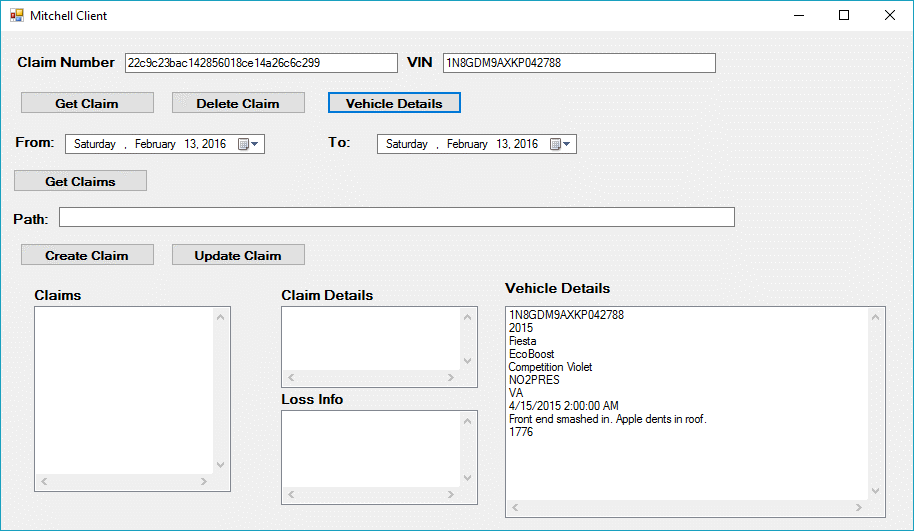 Mitchell Client
Claim Number 22c9c23bac142856018ce14a26c6c299 VIN 1N8GDM9AXKP042788
Get Claim Delete Claim Vehicle Details
From: Saturday , February 13, 2016 To: Saturday , February 13, 2016
Get Claims
Path:
Create Claim Update Claim
Claims
Claim Details
Loss Info
Vehicle Details
1N8GDM9AXKP042788
2015
Fiesta
EcoBoost
Competition Violet
NO2PRES
VA
4/15/2015 2:00:00 AM
Front end smashed in. Apple dents in roof.
1776